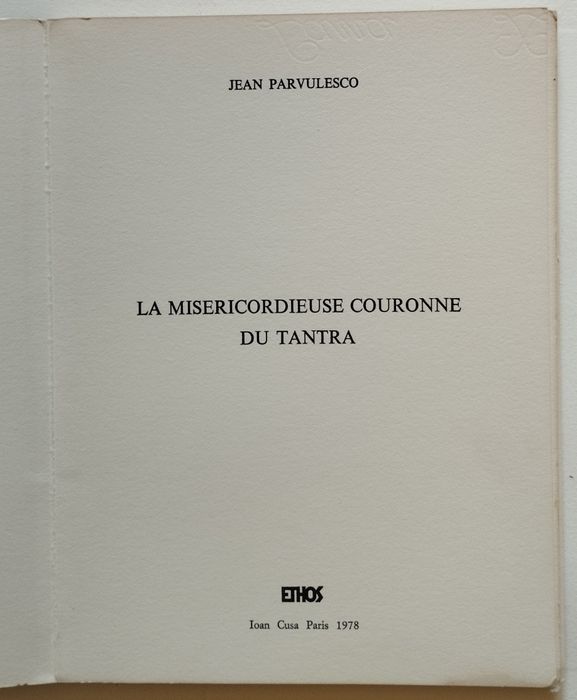 JEAN PARVULESCO
LA MISERICORDIEUSE COURONNE
DU TANTRA
ETHOS
Ioan Cusa Paris 1978